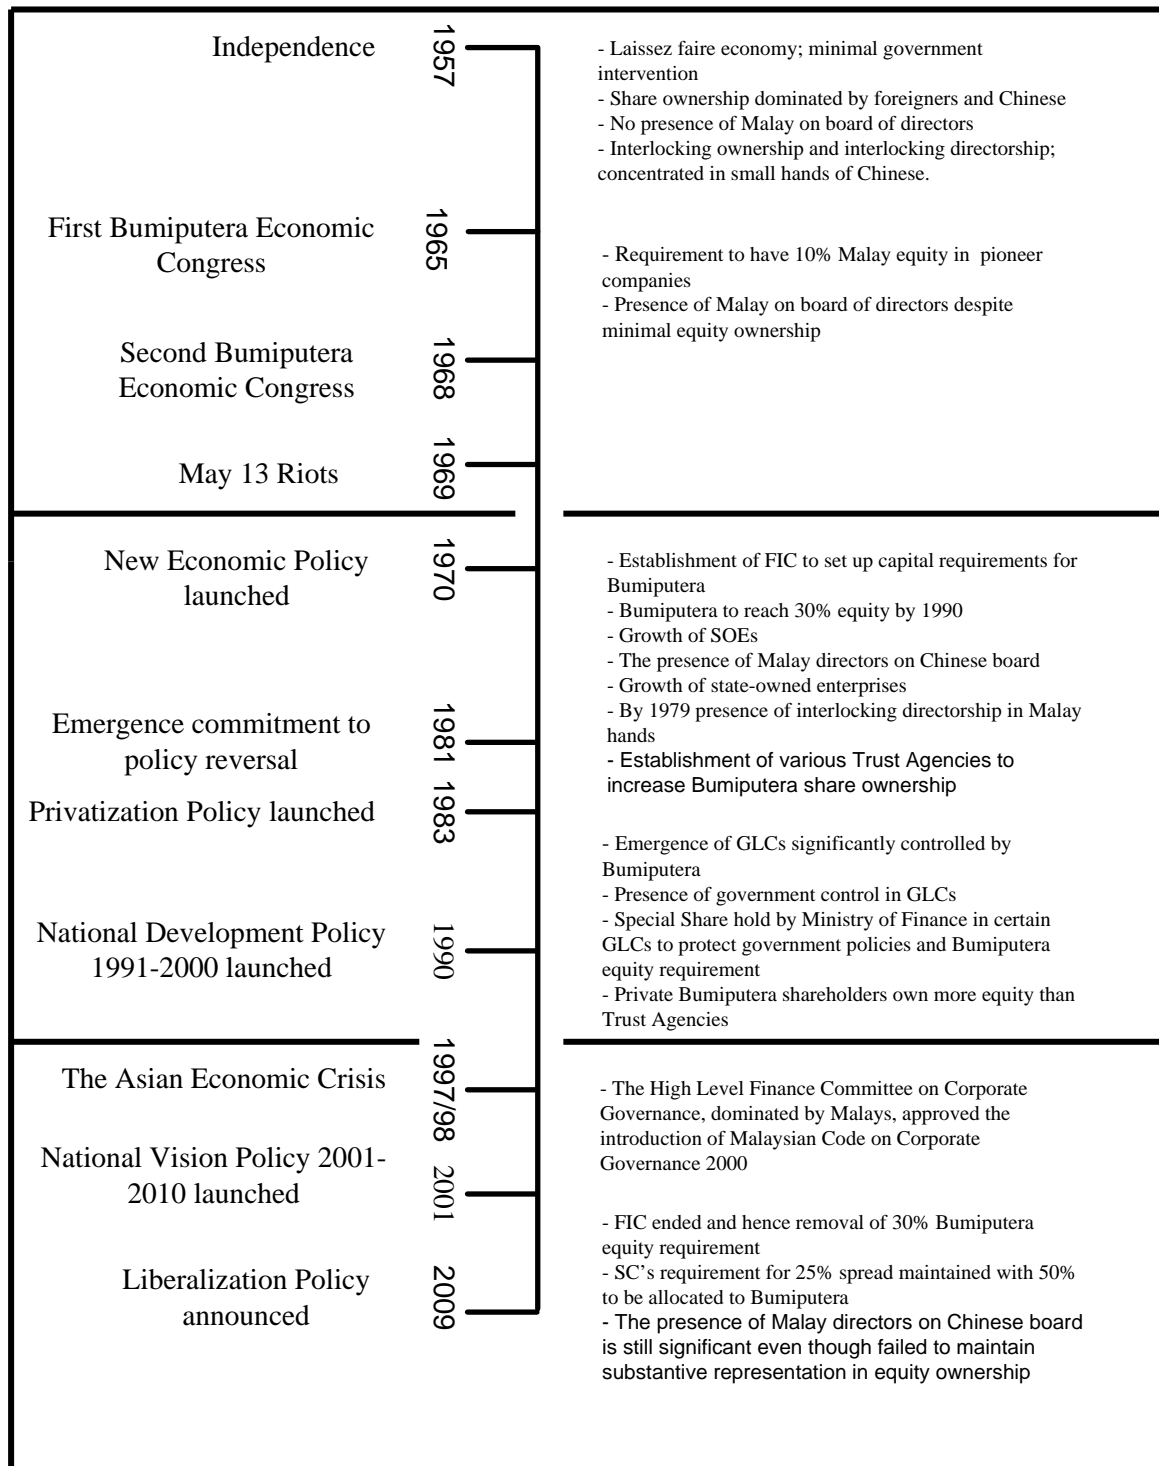 Independence
1957
- Laissez faire economy; minimal government
intervention
- Share ownership dominated by foreigners and Chinese
- No presence of Malay on board of directors
- Interlocking ownership and interlocking directorship;
concentrated in small hands of Chinese.
First Bumiputera Economic
Congress
1965
- Requirement to have 10% Malay equity in pioneer
companies
- Presence of Malay on board of directors despite
minimal equity ownership
Second Bumiputera
Economic Congress
1968
May 13 Riots
1969
New Economic Policy
launched
1970
- Establishment of FIC to set up capital requirements for
Bumiputera
- Bumiputera to reach 30% equity by 1990
- Growth of SOEs
- The presence of Malay directors on Chinese board
- Growth of state-owned enterprises
- By 1979 presence of interlocking directorship in Malay
hands
- Establishment of various Trust Agencies to
increase Bumiputera share ownership
Emergence commitment to
policy reversal
1981
Privatization Policy launched
1983
- Emergence of GLCs significantly controlled by
Bumiputera
- Presence of government control in GLCs
- Special Share hold by Ministry of Finance in certain
GLCs to protect government policies and Bumiputera
equity requirement
- Private Bumiputera shareholders own more equity than
Trust Agencies
National Development Policy
1991-2000 launched
1990
The Asian Economic Crisis
1997/98
- The High Level Finance Committee on Corporate
Governance, dominated by Malays, approved the
introduction of Malaysian Code on Corporate
Governance 2000
National Vision Policy 2001-
2010 launched
2001
- FIC ended and hence removal of 30% Bumiputera
equity requirement
- SC's requirement for 25% spread maintained with 50%
to be allocated to Bumiputera
- The presence of Malay directors on Chinese board
is still significant even though failed to maintain
substantive representation in equity ownership
Liberalization Policy
announced
2009